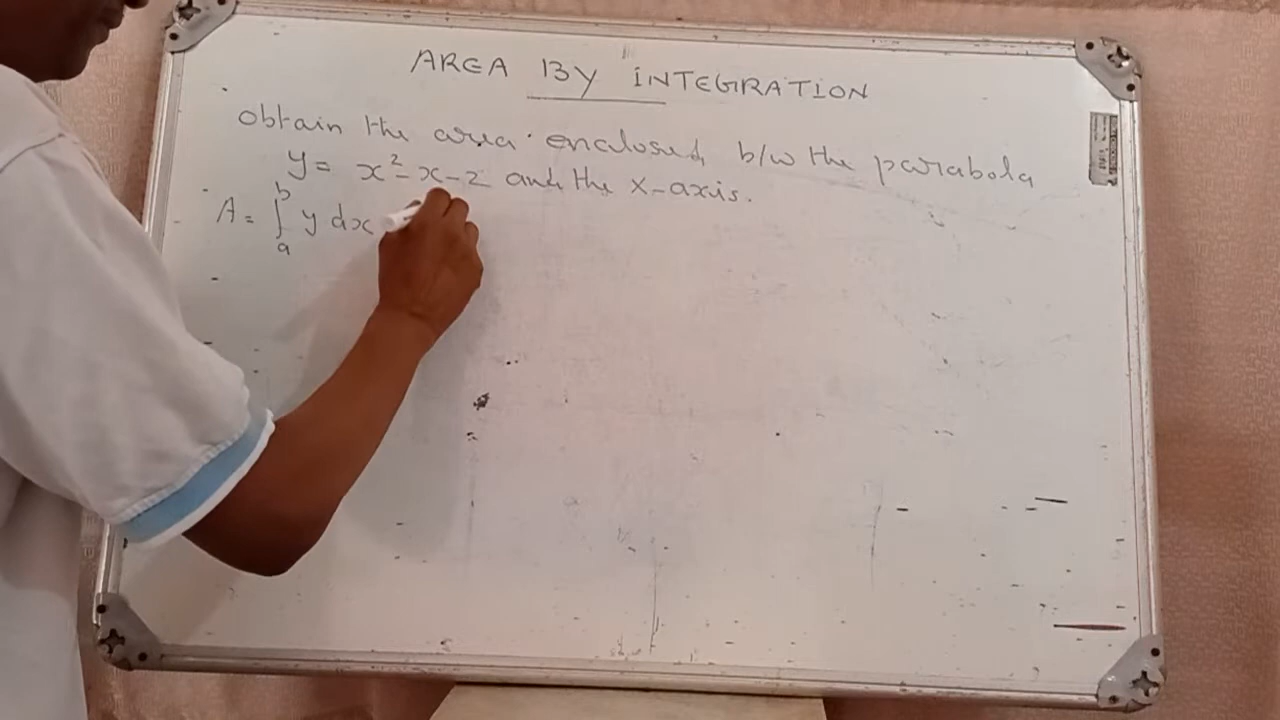 AREA BY INTEGRATION
obtain the area enclosed b/w the parabola
y = x² - x - 2 and the x-axis.
A = ∫ₐᵇ y dx